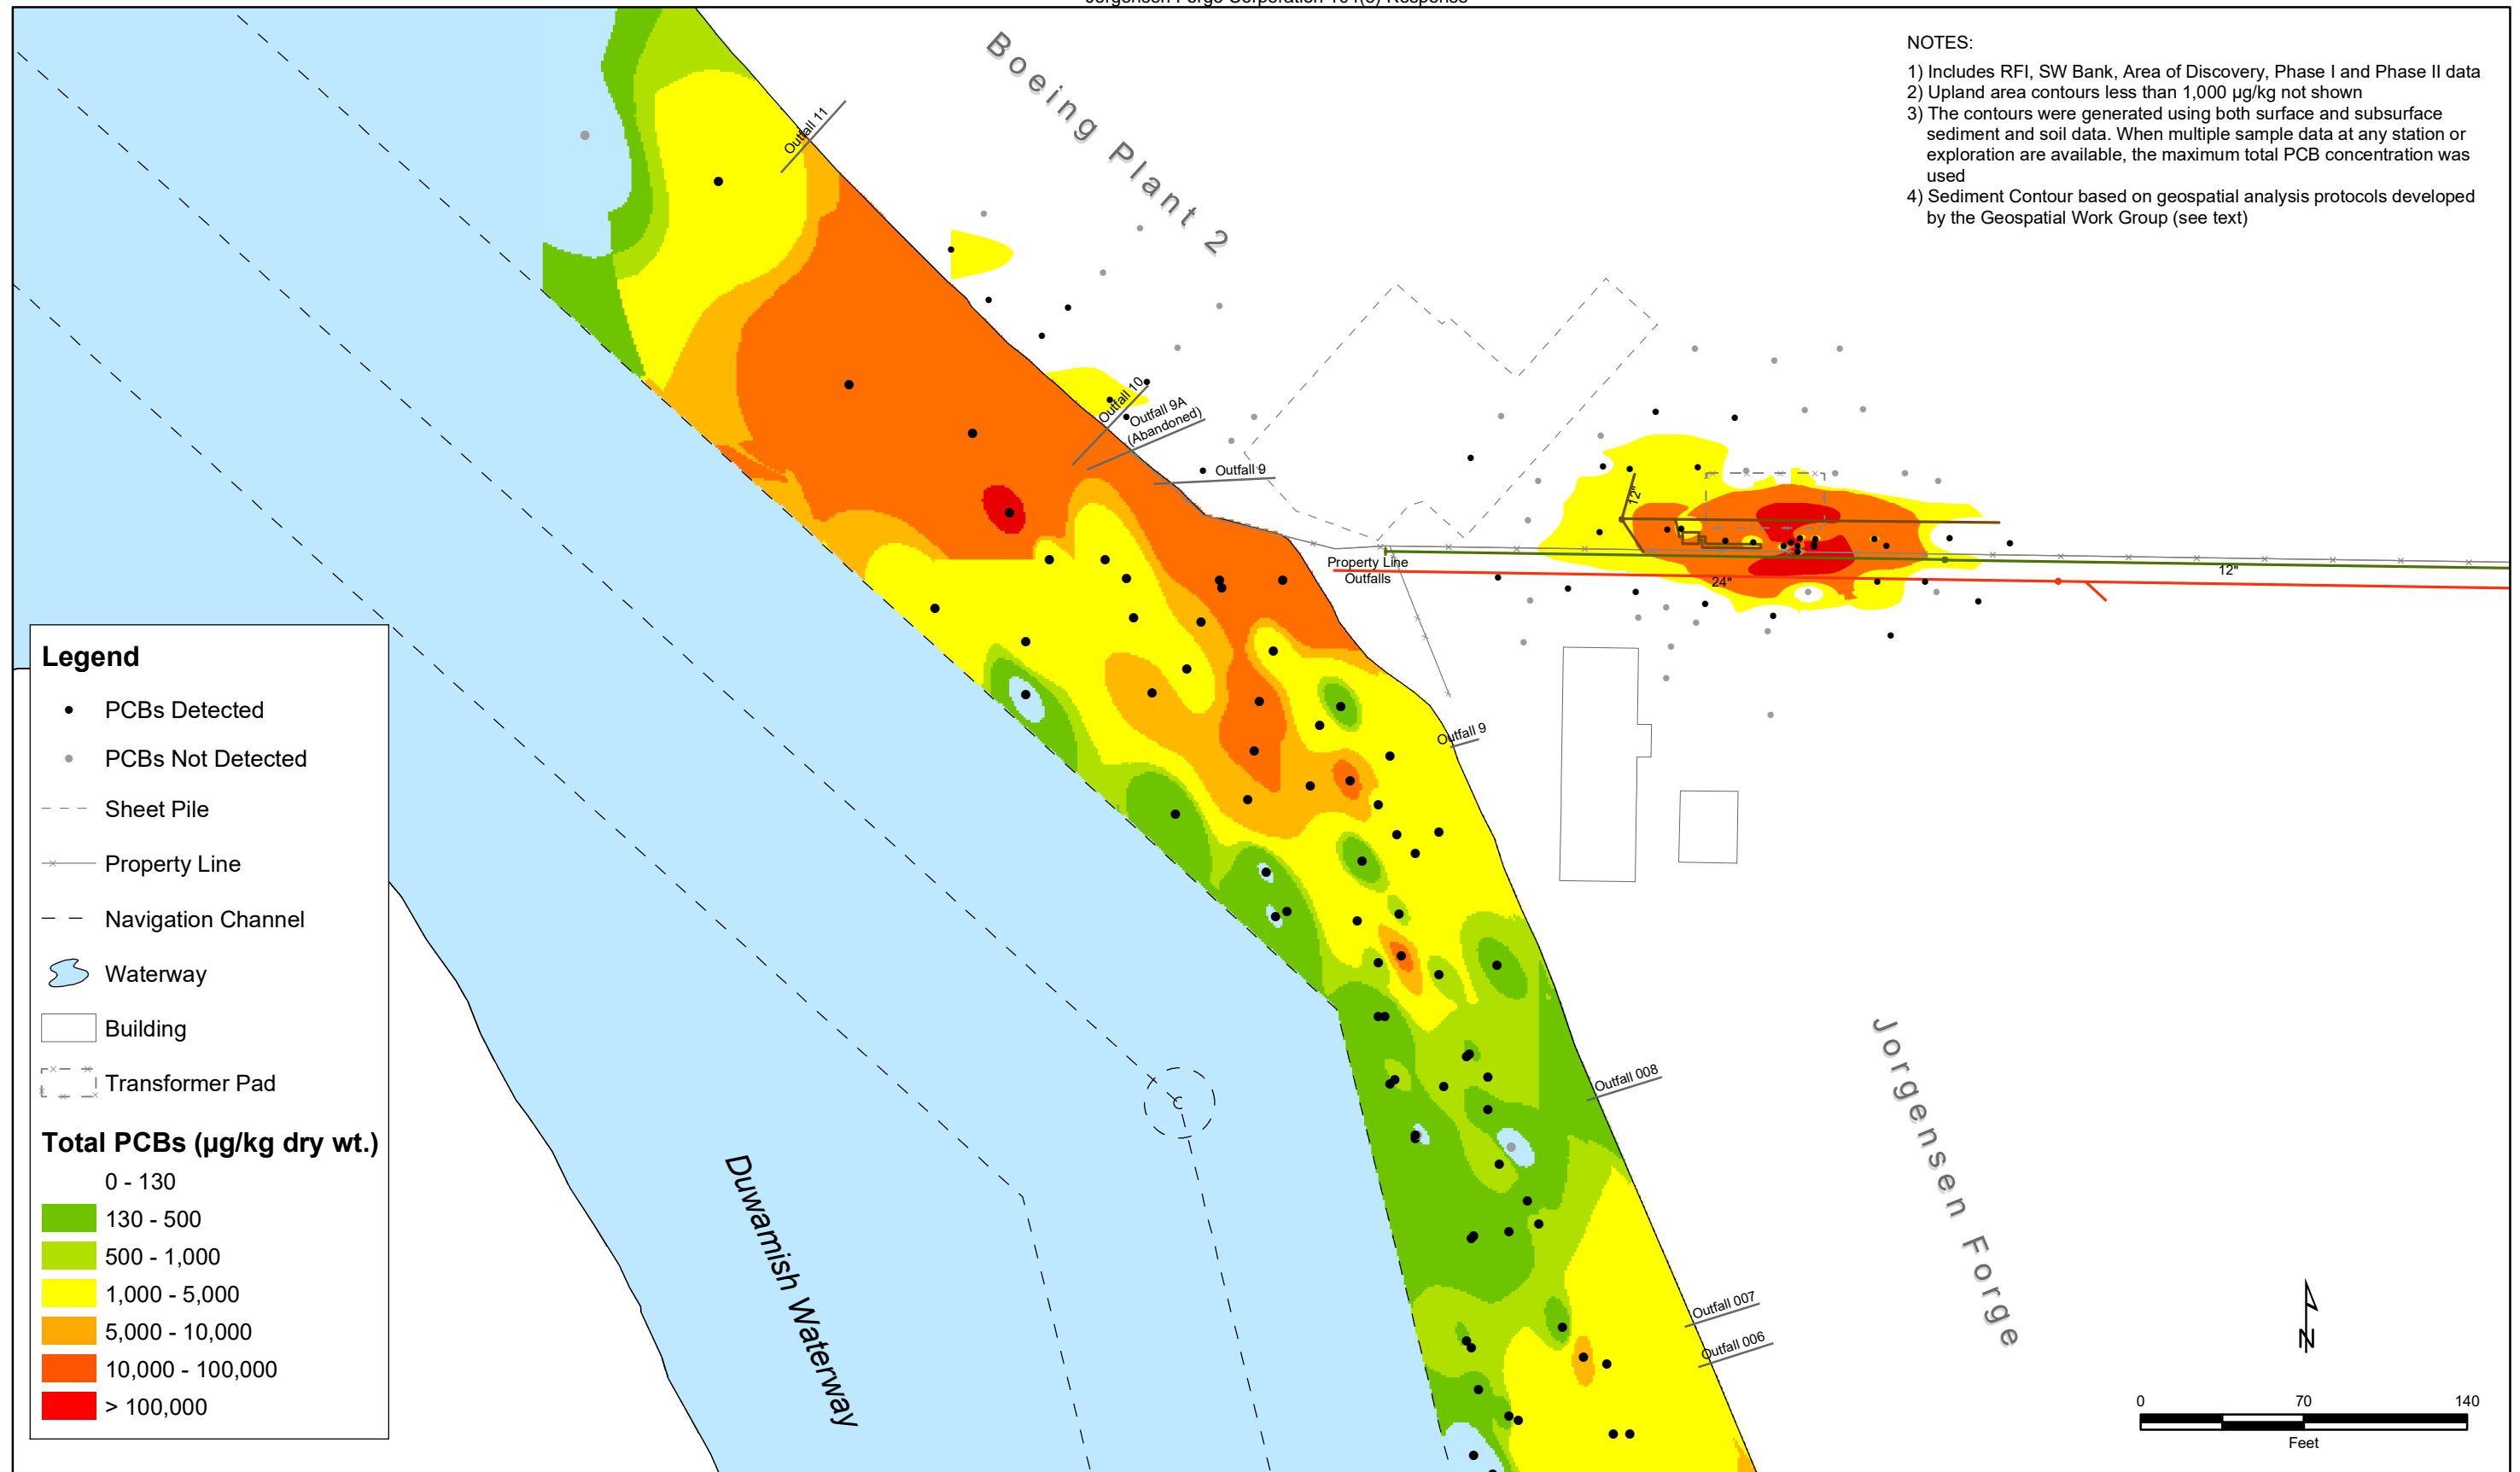 Jorgensen Forge Corporation 104(e) Response
NOTES:
1) Includes RFI, SW Bank, Area of Discovery, Phase I and Phase II data
2) Upland area contours less than 1,000 µg/kg not shown
3) The contours were generated using both surface and subsurface
sediment and soil data. When multiple sample data at any station or
exploration are available, the maximum total PCB concentration was
used
4) Sediment Contour based on geospatial analysis protocols developed
by the Geospatial Work Group (see text)
Boeing Plant 2
Outfall 11
Outfall 10
Outfall 9A
(Abandoned)
Outfall 9
12"
Property Line
Outfalls
24"
12"
Outfall 9
Outfall 008
Outfall 007
Outfall 006
Jorgensen Forge
Duwamish Waterway
Legend
PCBs Detected
PCBs Not Detected
Sheet Pile
Property Line
Navigation Channel
Waterway
Building
Transformer Pad
Total PCBs (µg/kg dry wt.)
0 - 130
130 - 500
500 - 1,000
1,000 - 5,000
5,000 - 10,000
10,000 - 100,000
> 100,000
N
0 70 140
Feet